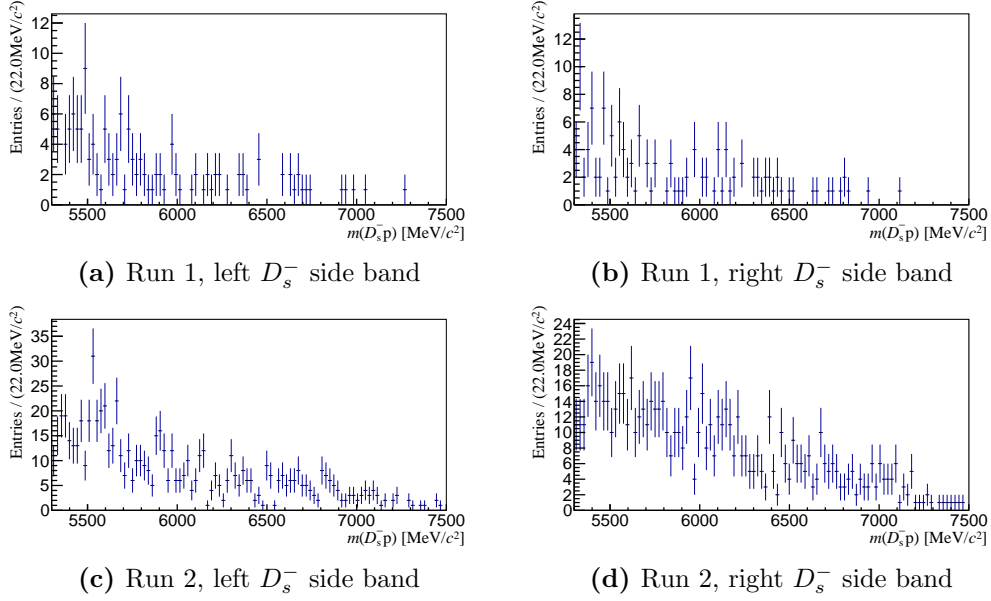 Entries / (22.0MeV/c²)
12
10
8
6
4
2
0
5500 6000 6500 7000 7500
m(D_s^- p) [MeV/c²]
(a) Run 1, left D_s^- side band
Entries / (22.0MeV/c²)
12
10
8
6
4
2
0
5500 6000 6500 7000 7500
m(D_s^- p) [MeV/c²]
(b) Run 1, right D_s^- side band
Entries / (22.0MeV/c²)
35
30
25
20
15
10
5
0
5500 6000 6500 7000 7500
m(D_s^- p) [MeV/c²]
(c) Run 2, left D_s^- side band
Entries / (22.0MeV/c²)
24
22
20
18
16
14
12
10
8
6
4
2
0
5500 6000 6500 7000 7500
m(D_s^- p) [MeV/c²]
(d) Run 2, right D_s^- side band